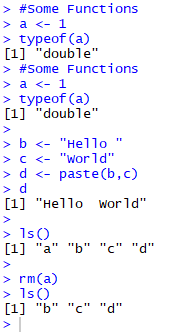 > #Some Functions
> a <- 1
> typeof(a)
[1] "double"
> #Some Functions
> a <- 1
> typeof(a)
[1] "double"
>
> b <- "Hello "
> c <- "World"
> d <- paste(b,c)
> d
[1] "Hello  World"
>
> ls()
[1] "a" "b" "c" "d"
>
> rm(a)
> ls()
[1] "b" "c" "d"
>